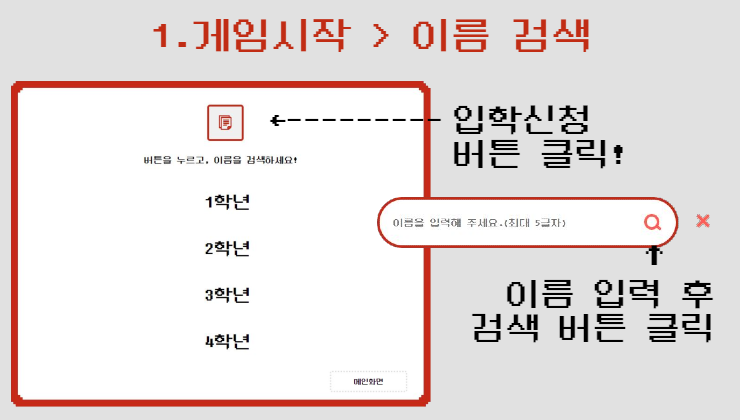 1.게임시작 > 이름 검색
입학신청
버튼 클릭!
버튼을 누르고, 이름을 검색하세요!
1학년
이름을 입력해 주세요.(최대 5글자)
2학년
이름 입력 후
검색 버튼 클릭
3학년
4학년
메인화면